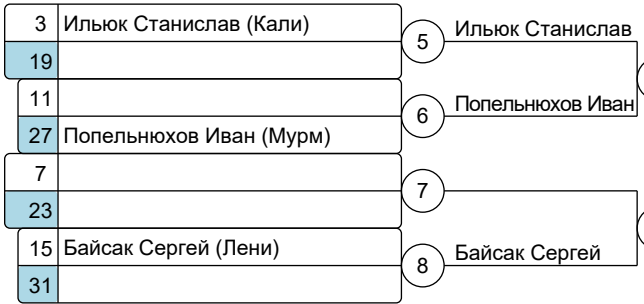 3 Ильюк Станислав (Кали)
5 Ильюк Станислав
19
11
6 Попельнюхов Иван
27 Попельнюхов Иван (Мурм)
7
7
23
15 Байсак Сергей (Лени)
8 Байсак Сергей
31